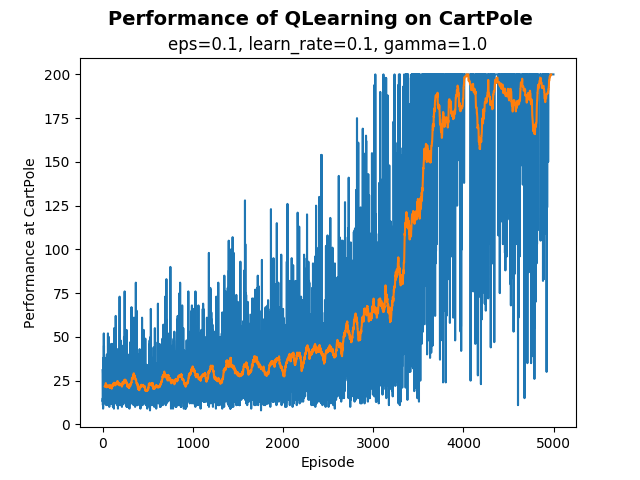 Performance of QLearning on CartPole
eps=0.1, learn_rate=0.1, gamma=1.0
200
175
150
125
100
75
50
25
0
Performance at CartPole
0 1000 2000 3000 4000 5000
Episode